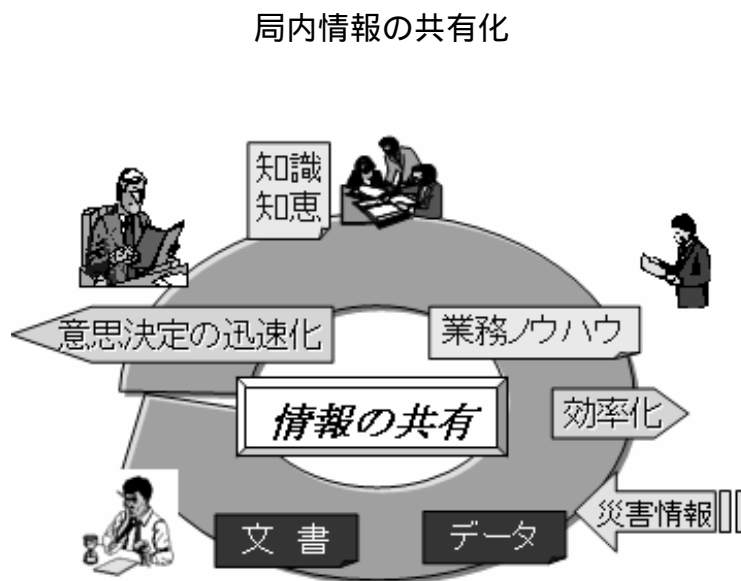 局内情報の共有化
知識
知恵
意思決定の迅速化
業務ノウハウ
情報の共有
効率化
災害情報
文 書
データ